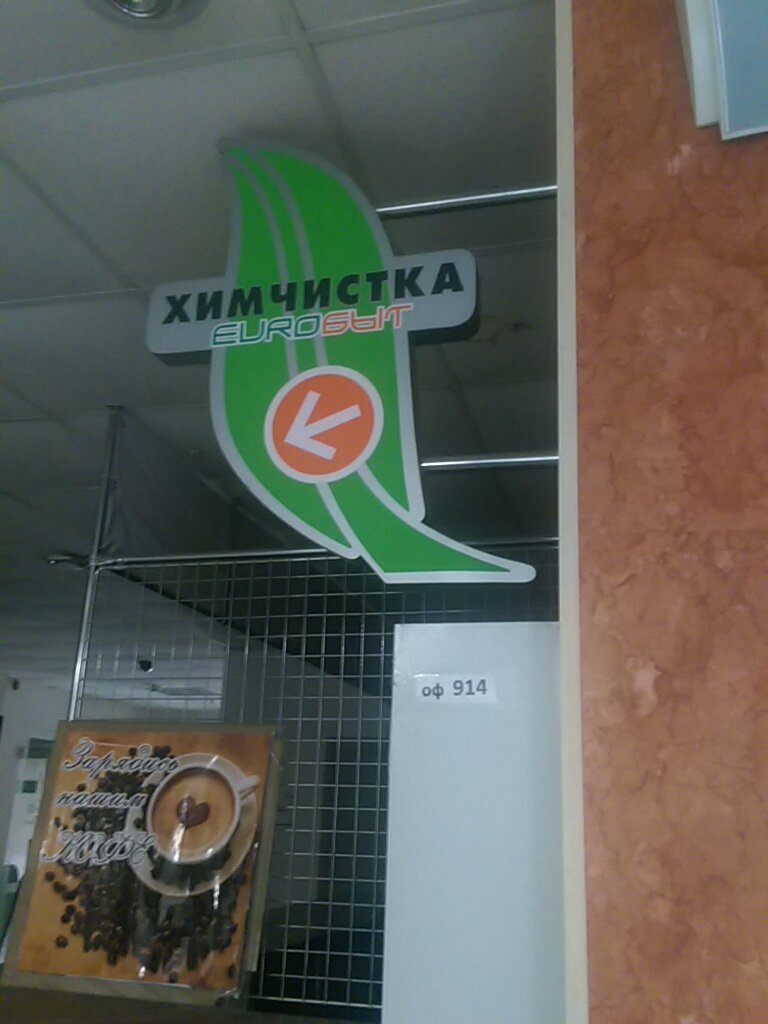 ХИМЧИСТКА
EUROБЫТ
оф 914
Зарядись
нашим
КОФЕ